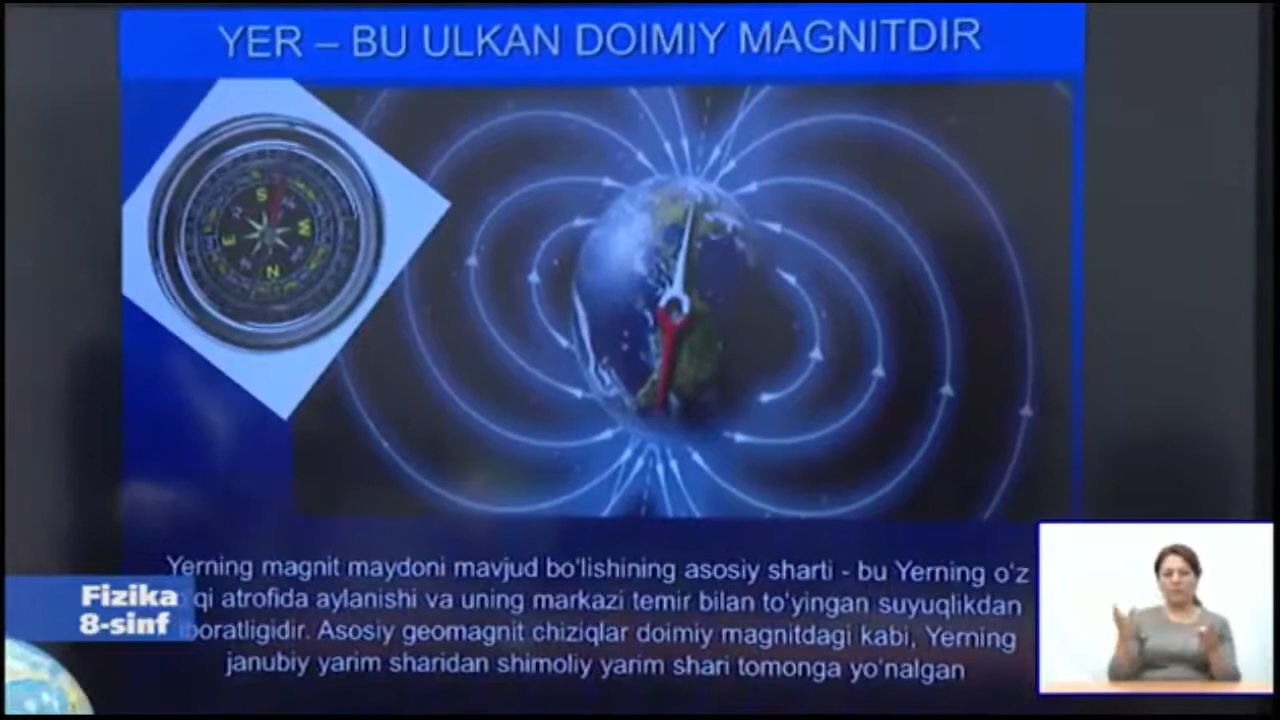 YER – BU ULKAN DOIMIY MAGNITDIR
S
E
W
N
Yerning magnit maydoni mavjud bo'lishining asosiy sharti - bu Yerning o'z
qi atrofida aylanishi va uning markazi temir bilan to'yingan suyuqlikdan
iboratligidir. Asosiy geomagnit chiziqlar doimiy magnitdagi kabi, Yerning
janubiy yarim sharidan shimoliy yarim shari tomonga yo'nalgan
Fizika
8-sinf